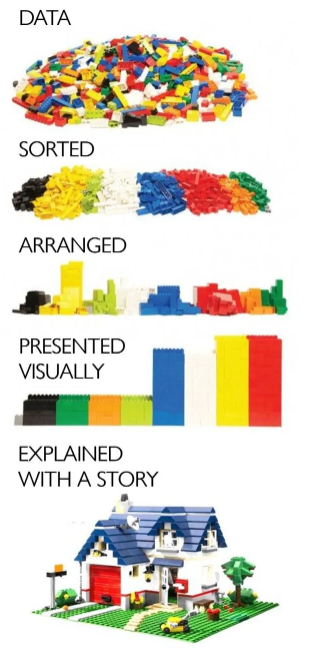 DATA
SORTED
ARRANGED
PRESENTED
VISUALLY
EXPLAINED
WITH A STORY